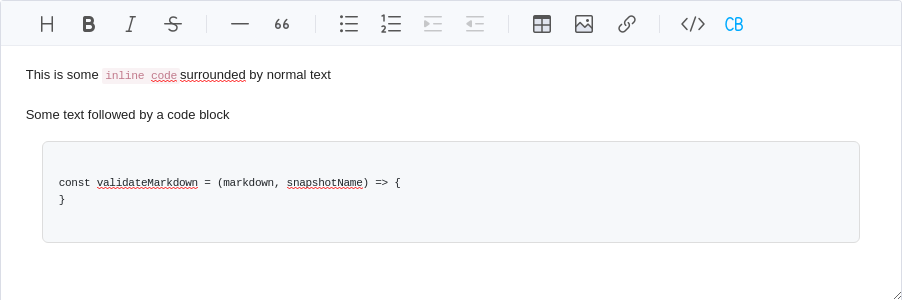 H B I S 66 </> CB
This is some inline code surrounded by normal text
Some text followed by a code block
const validateMarkdown = (markdown, snapshotName) => {
}